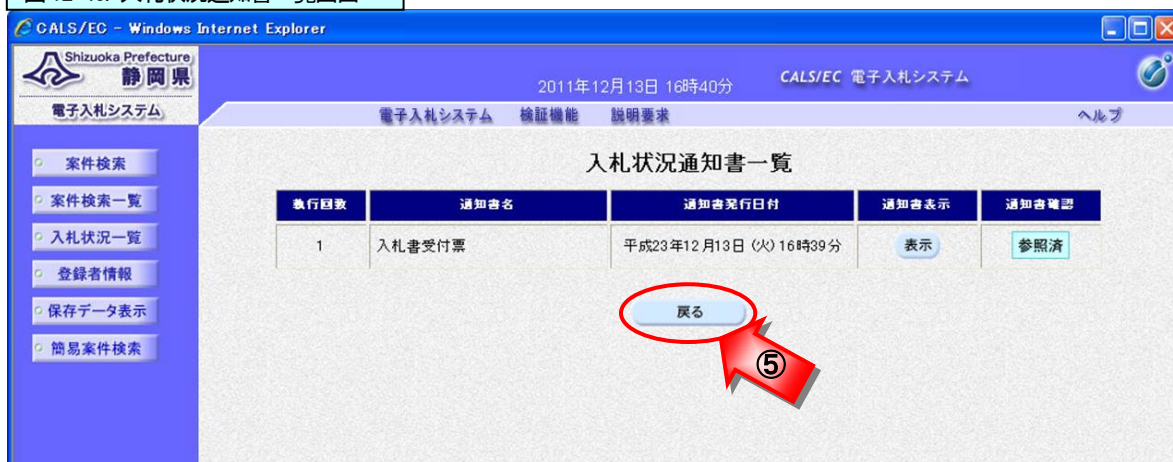 CALS/EC - Windows Internet Explorer
Shizuoka Prefecture
静岡県
2011年12月13日 16時40分
CALS/EC 電子入札システム
電子入札システム
電子入札システム 検証機能 説明要求 ヘルプ
案件検索
案件検索一覧
入札状況一覧
登録者情報
保存データ表示
簡易案件検索
入札状況通知書一覧
執行回数 通知書名 通知書発行日付 通知書表示 通知書確認
1 入札書受付票 平成23年12月13日 (火) 16時39分 表示 参照済
戻る
⑤